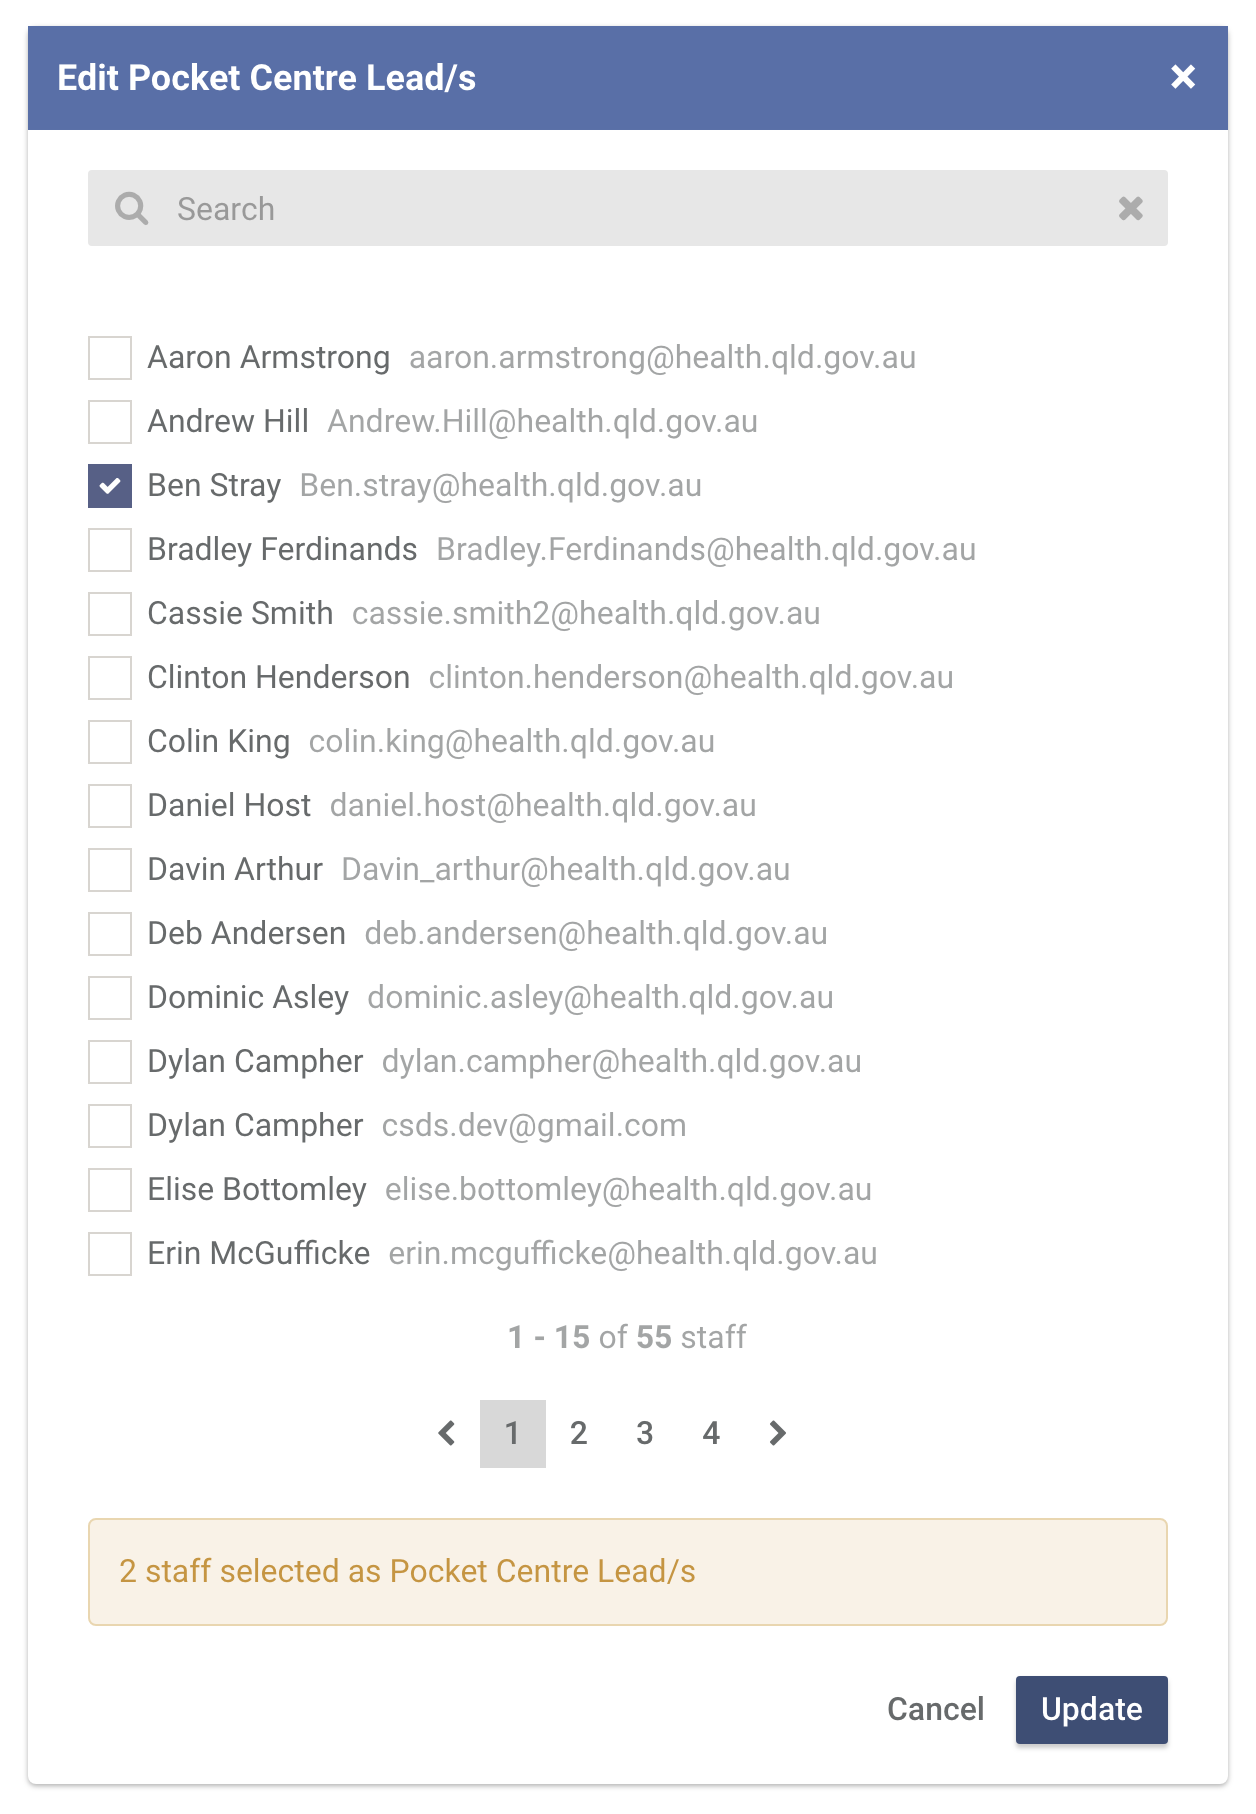 Edit Pocket Centre Lead/s
Search
Aaron Armstrong aaron.armstrong@health.qld.gov.au
Andrew Hill Andrew.Hill@health.qld.gov.au
Ben Stray Ben.stray@health.qld.gov.au
Bradley Ferdinands Bradley.Ferdinands@health.qld.gov.au
Cassie Smith cassie.smith2@health.qld.gov.au
Clinton Henderson clinton.henderson@health.qld.gov.au
Colin King colin.king@health.qld.gov.au
Daniel Host daniel.host@health.qld.gov.au
Davin Arthur Davin_arthur@health.qld.gov.au
Deb Andersen deb.andersen@health.qld.gov.au
Dominic Asley dominic.asley@health.qld.gov.au
Dylan Campher dylan.campher@health.qld.gov.au
Dylan Campher csds.dev@gmail.com
Elise Bottomley elise.bottomley@health.qld.gov.au
Erin McGufficke erin.mcgufficke@health.qld.gov.au
1 - 15 of 55 staff
1 2 3 4
2 staff selected as Pocket Centre Lead/s
Cancel Update